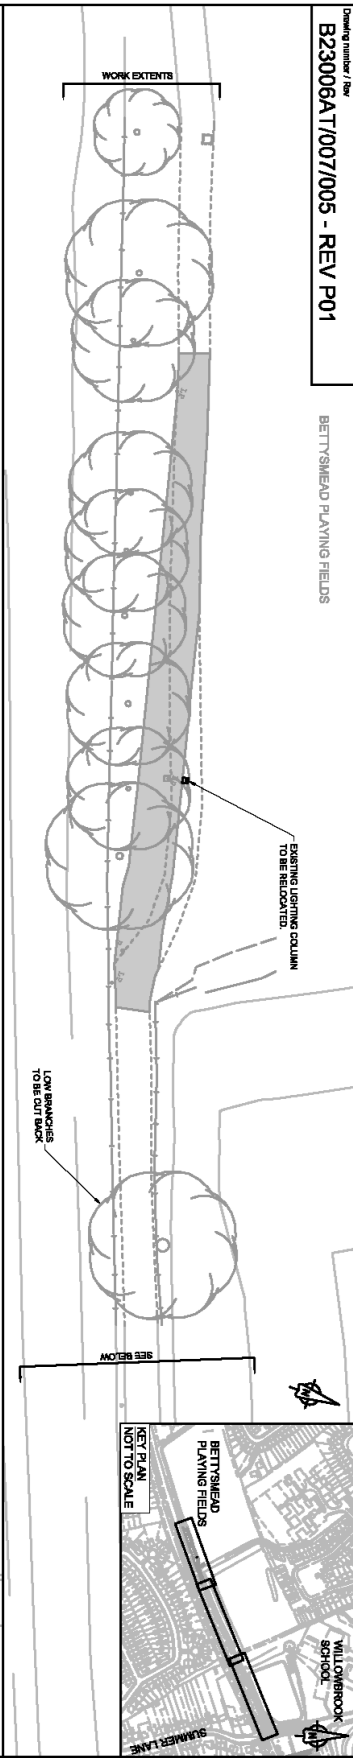 Drawing number / Rev
B23006AT/007/005 - REV P01
BETTYSMEAD PLAYING FIELDS
WORK EXTENTS
EXISTING LIGHTING COLUMN
TO BE RELOCATED.
LOW BRANCHES
TO BE CUT BACK
SEE BELOW
BETTYSMEAD
PLAYING FIELDS
WILLOWBROOK
SCHOOL
SUMMER LANE
KEY PLAN
NOT TO SCALE